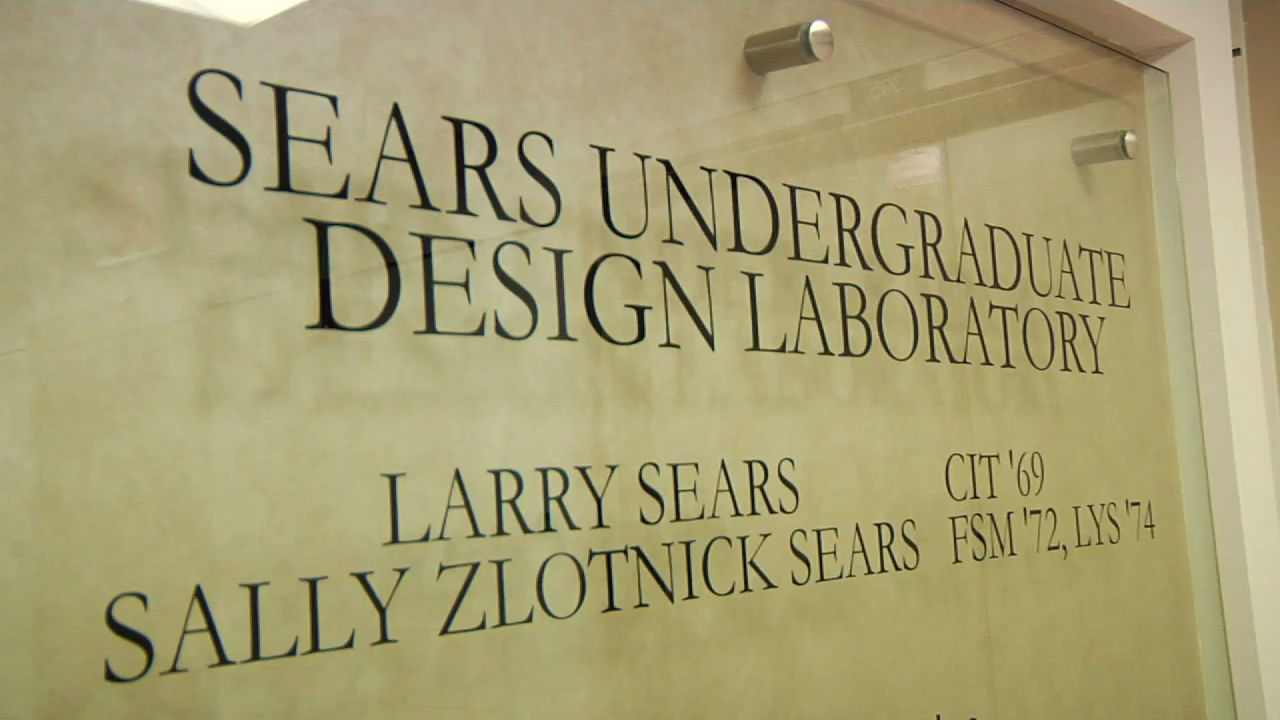 SEARS UNDERGRADUATE
DESIGN LABORATORY
LARRY SEARS CIT '69
SALLY ZLOTNICK SEARS FSM '72, LYS '74